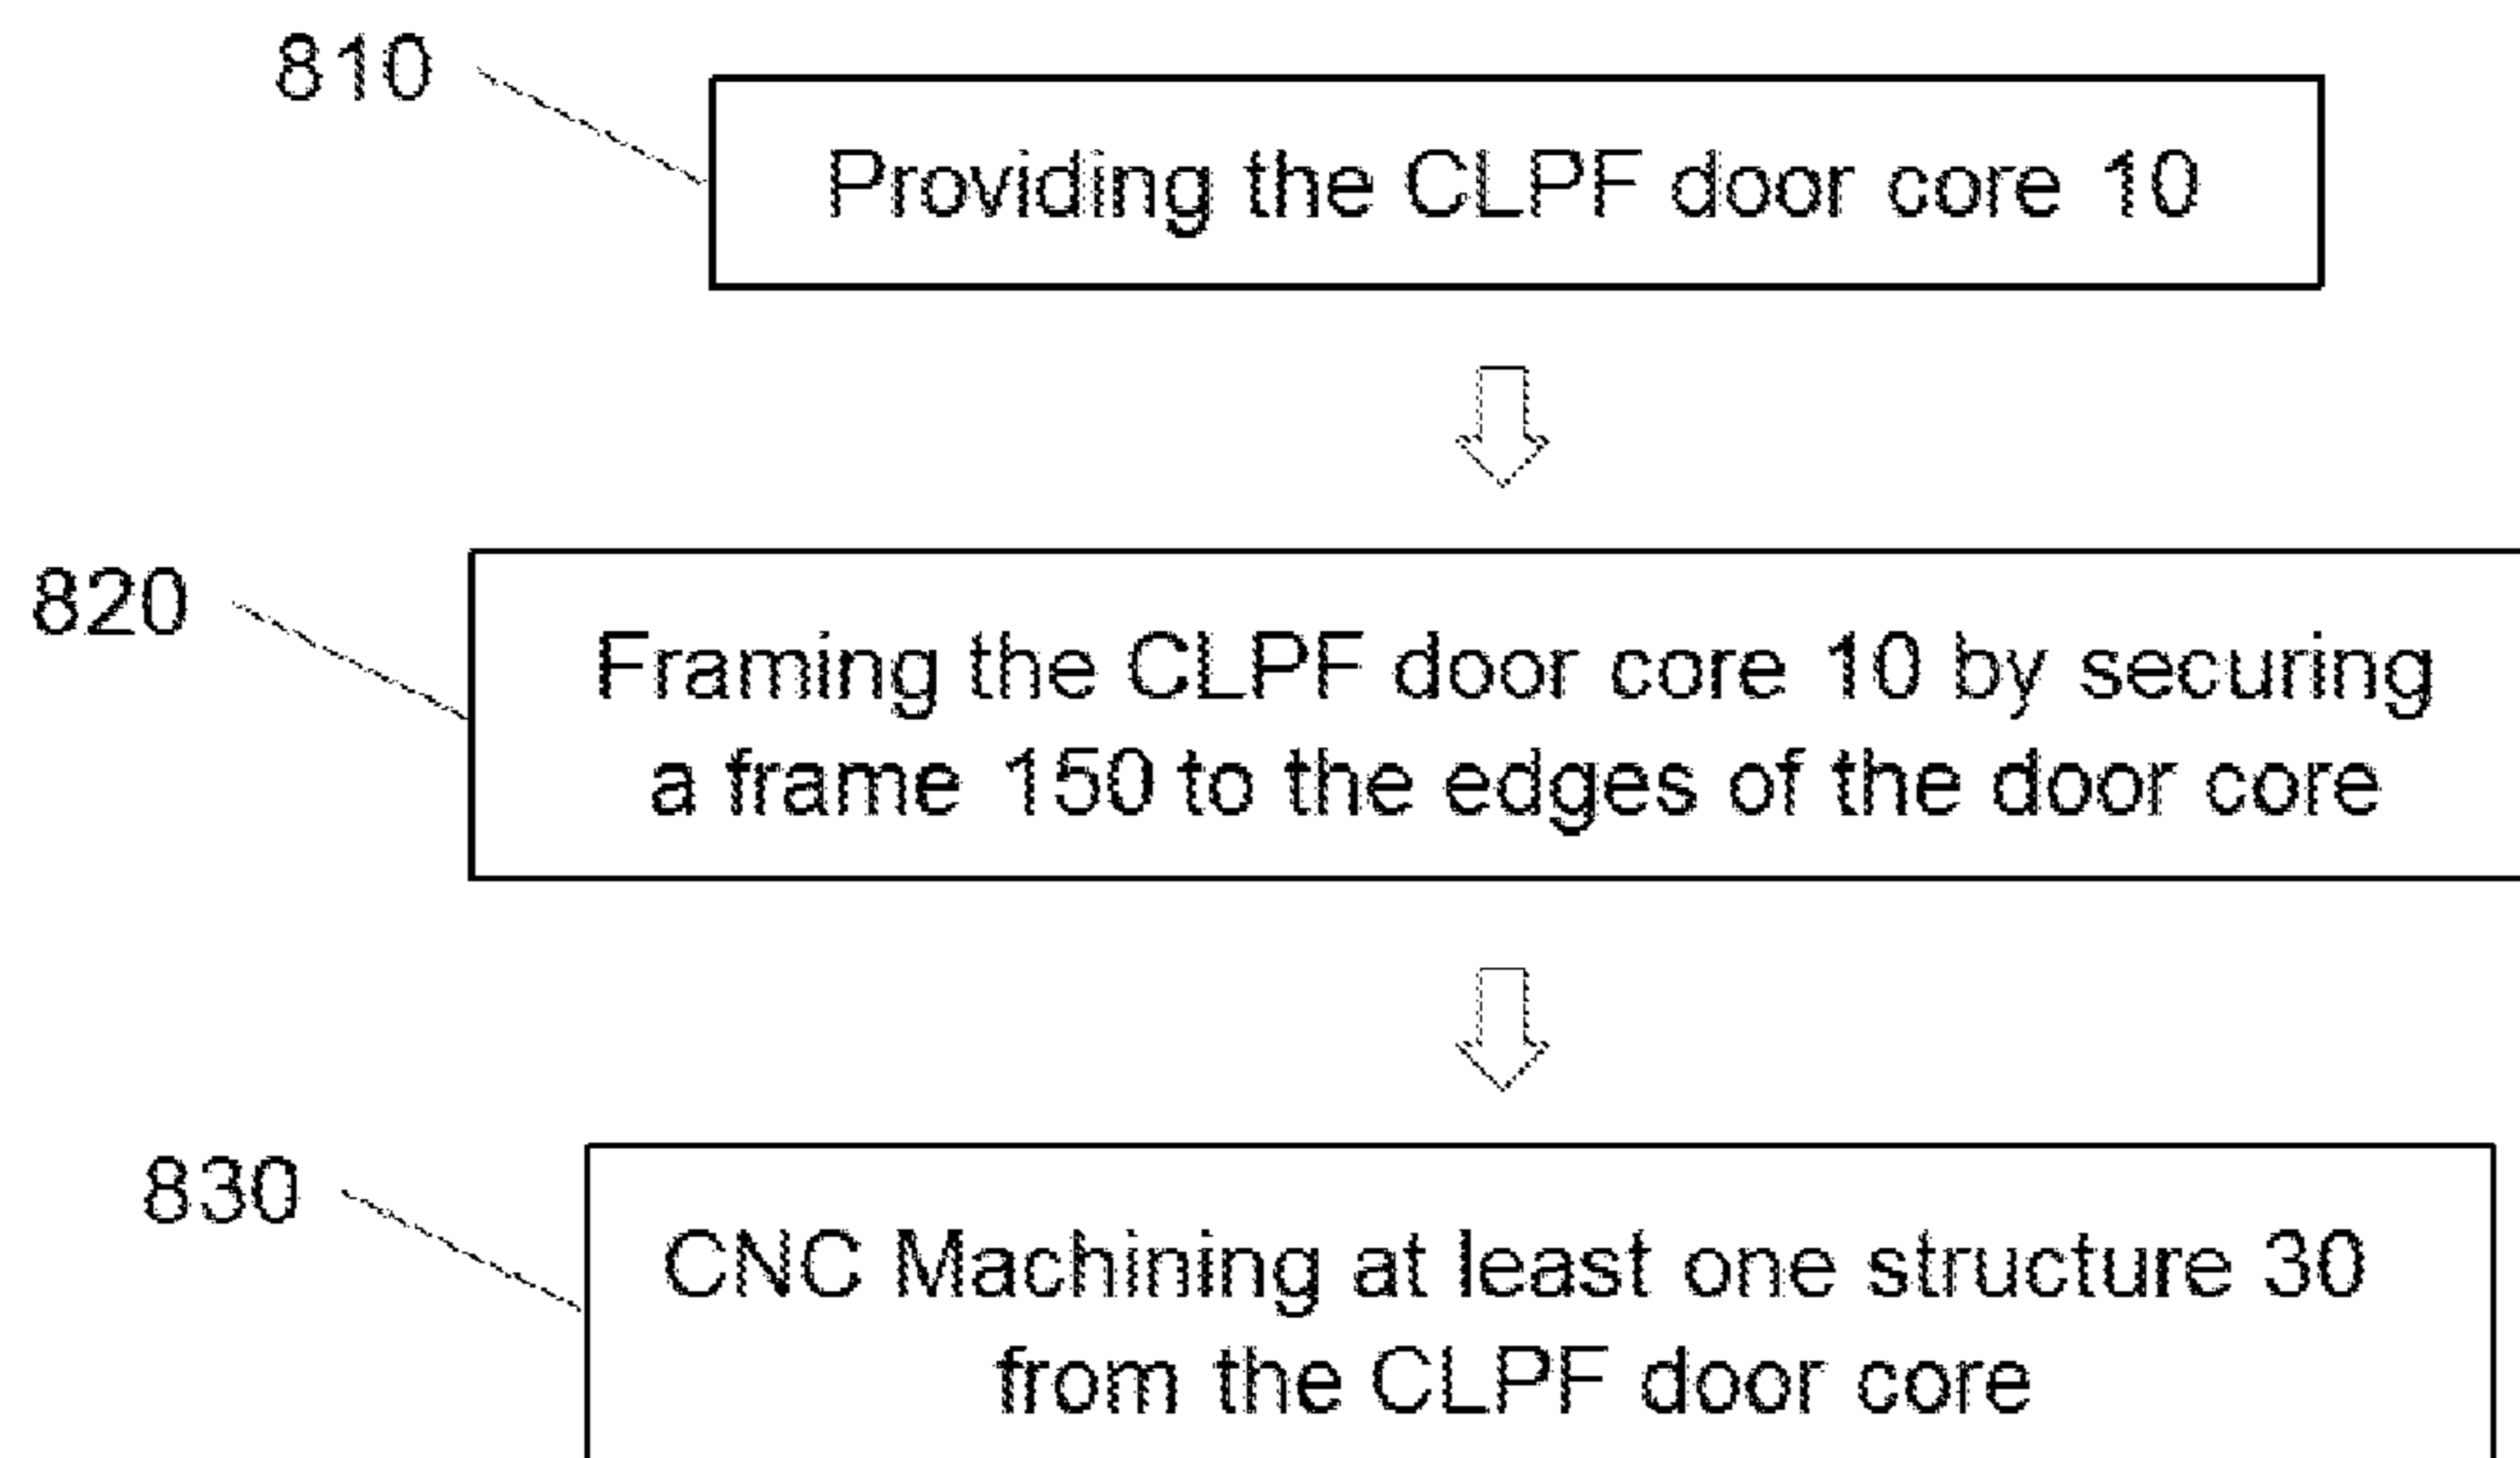 810
Providing the CLPF door core 10
820
Framing the CLPF door core 10 by securing
a frame 150 to the edges of the door core
830
CNC Machining at least one structure 30
from the CLPF door core